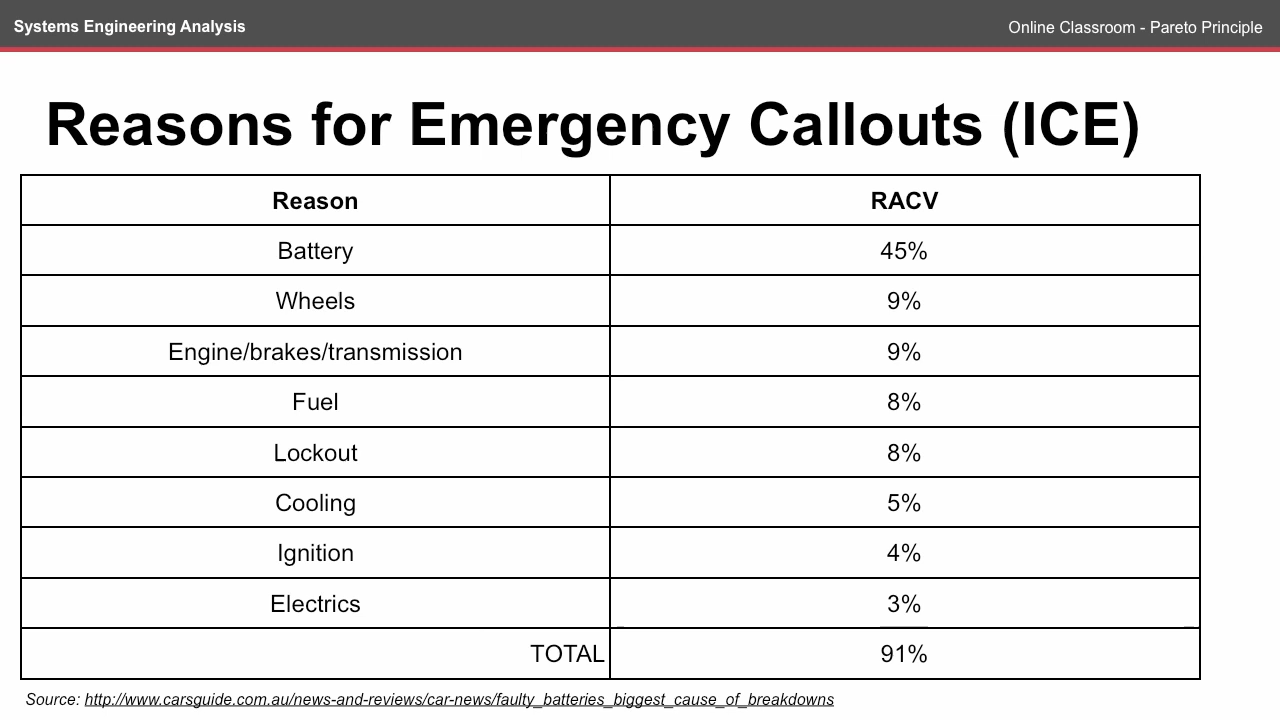 Systems Engineering Analysis
Online Classroom - Pareto Principle
Reasons for Emergency Callouts (ICE)
Reason RACV
Battery 45%
Wheels 9%
Engine/brakes/transmission 9%
Fuel 8%
Lockout 8%
Cooling 5%
Ignition 4%
Electrics 3%
TOTAL 91%
Source: http://www.carsguide.com.au/news-and-reviews/car-news/faulty_batteries_biggest_cause_of_breakdowns